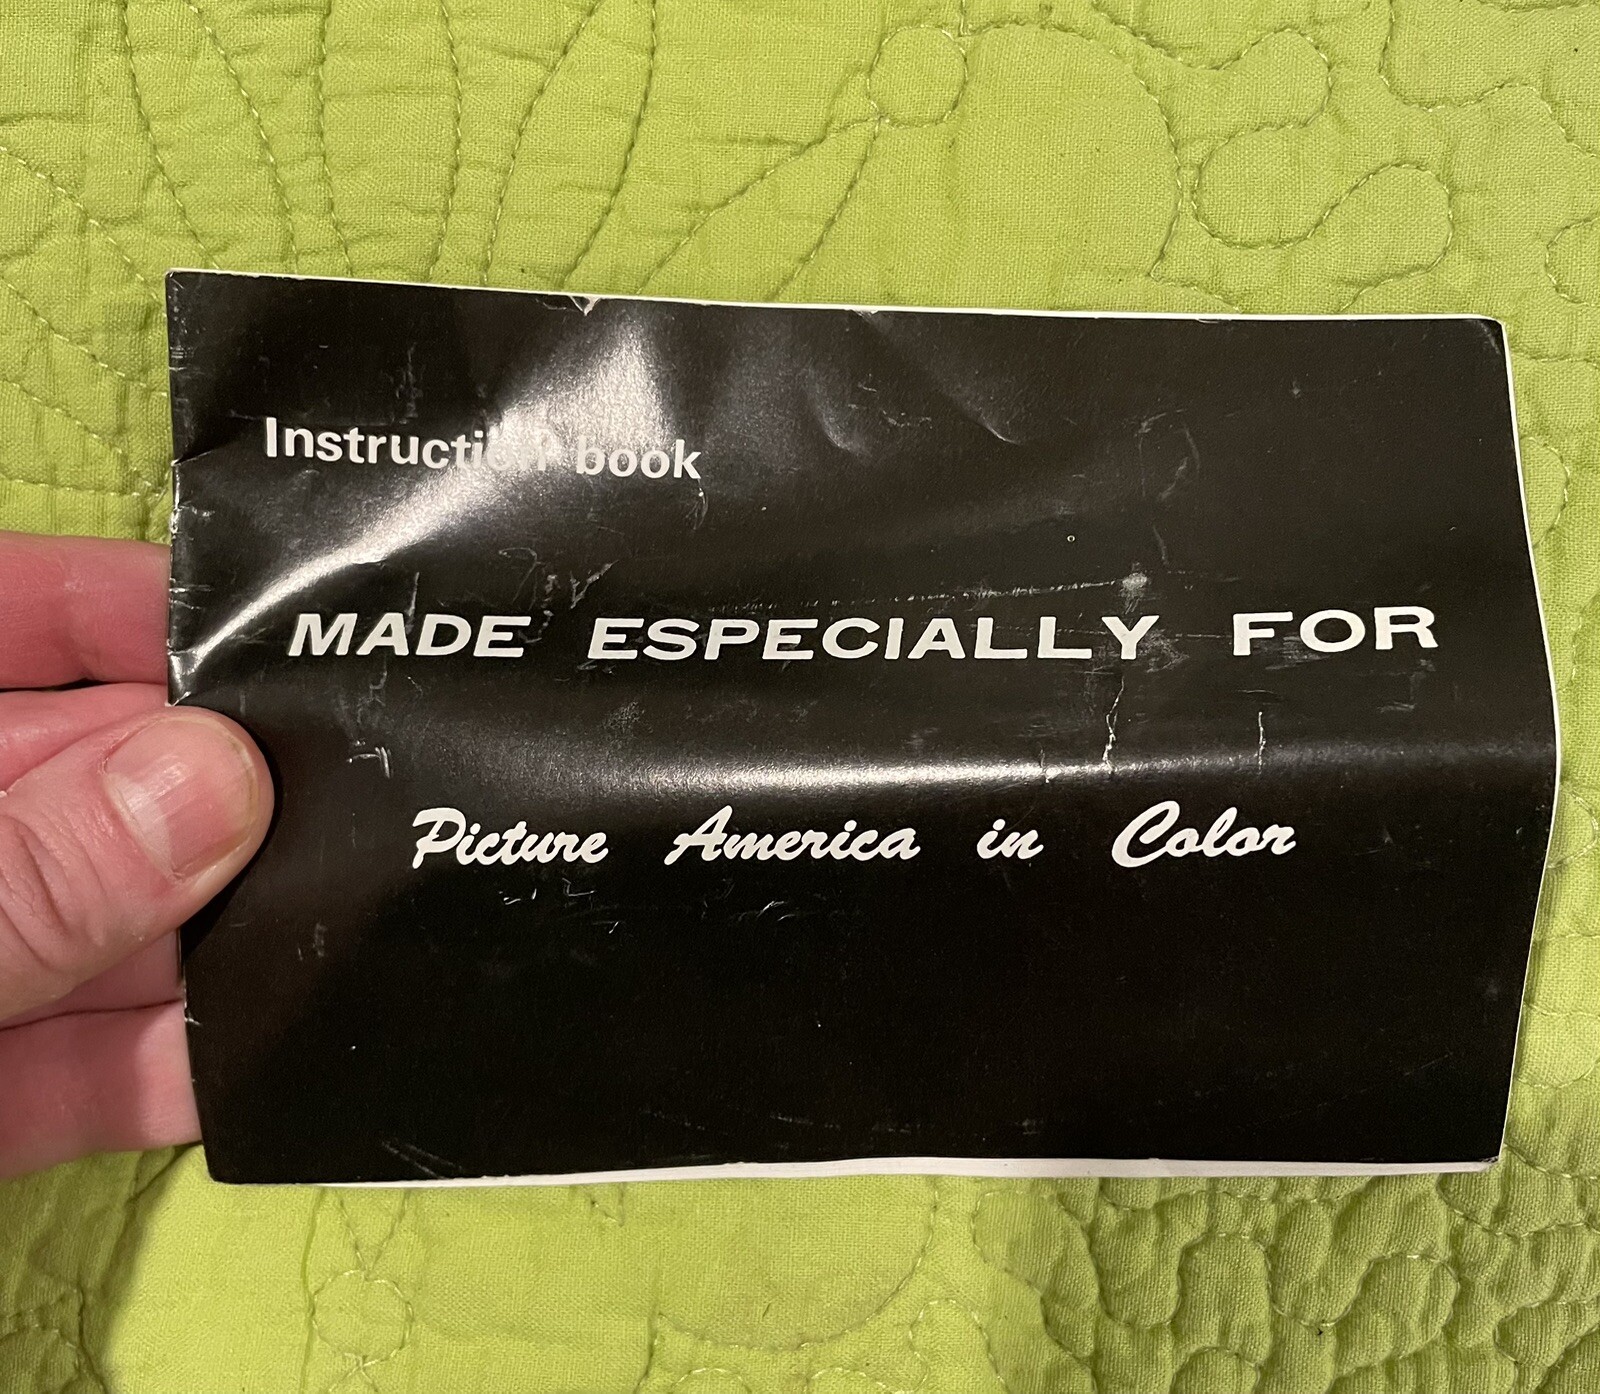 Instruction book
MADE ESPECIALLY FOR
Picture America in Color